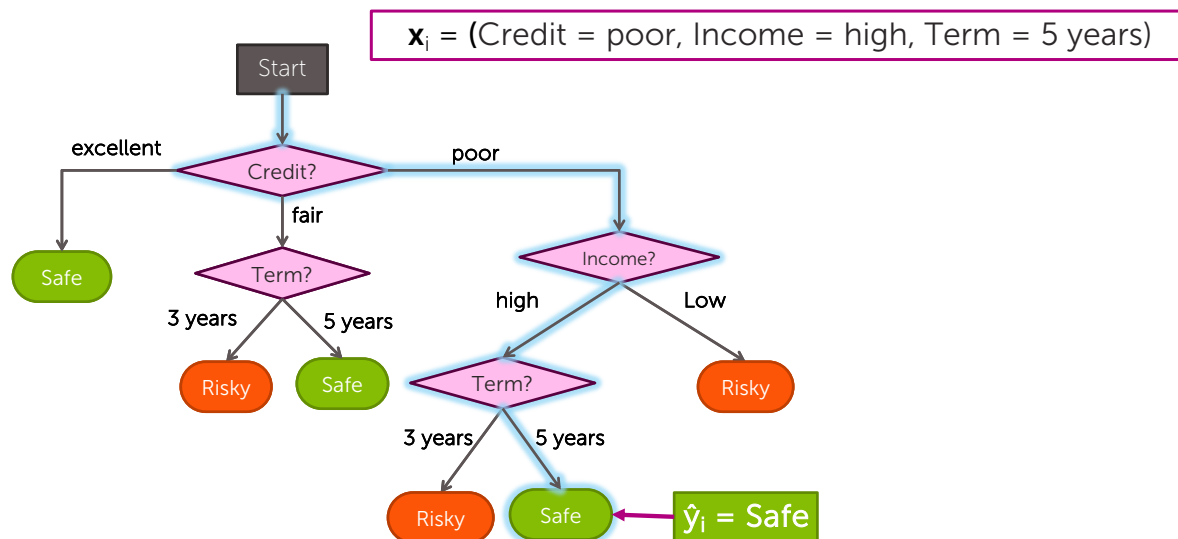 xi = (Credit = poor, Income = high, Term = 5 years)
Start
excellent
poor
Credit?
fair
Safe
Term?
Income?
high
Low
3 years
5 years
Risky
Safe
Term?
Risky
3 years
5 years
Risky
Safe
ŷi = Safe